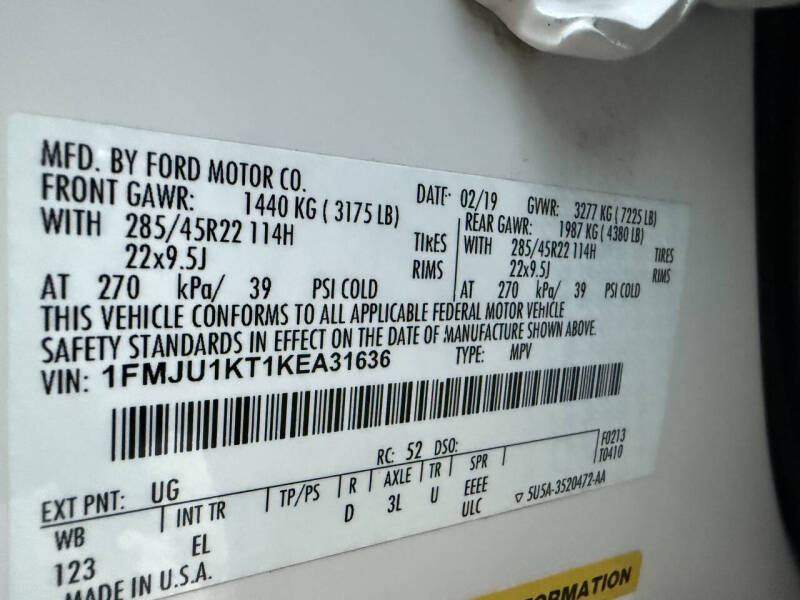 MFD. BY FORD MOTOR CO. DATE: 02/19 GVWR: 3277 KG ( 7225 LB)
FRONT GAWR: 1440 KG ( 3175 LB) REAR GAWR: 1987 KG ( 4380 LB)
WITH 285/45R22 114H TIRES WITH 285/45R22 114H TIRES
22x9.5J RIMS 22x9.5J RIMS
AT 270 kPa/ 39 PSI COLD AT 270 kPa/ 39 PSI COLD
THIS VEHICLE CONFORMS TO ALL APPLICABLE FEDERAL MOTOR VEHICLE
SAFETY STANDARDS IN EFFECT ON THE DATE OF MANUFACTURE SHOWN ABOVE.
VIN: 1FMJU1KT1KEA31636 TYPE: MPV
F0213
RC: 52 DSO: T0410
EXT PNT: UG
WB INT TR TP/PS R AXLE TR SPR
123 EL D 3L U EEEE
ULC ▽ 5U5A-3520472-AA
MADE IN U.S.A.